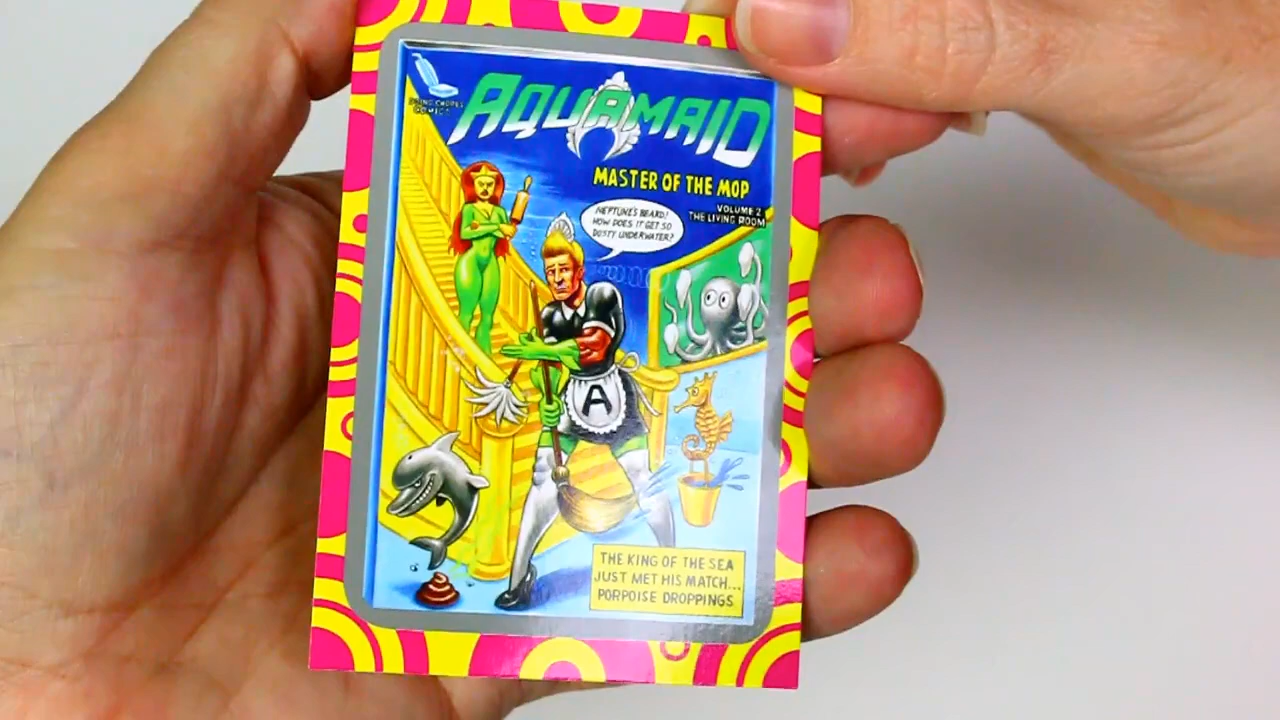 COMICS
AQUAMAID
MASTER OF THE MOP
VOLUME 2
THE LIVING ROOM
NEPTUNE'S BEARD!
HOW DOES IT GET SO
DUSTY UNDERWATER?
A
THE KING OF THE SEA
JUST MET HIS MATCH...
PORPOISE DROPPINGS